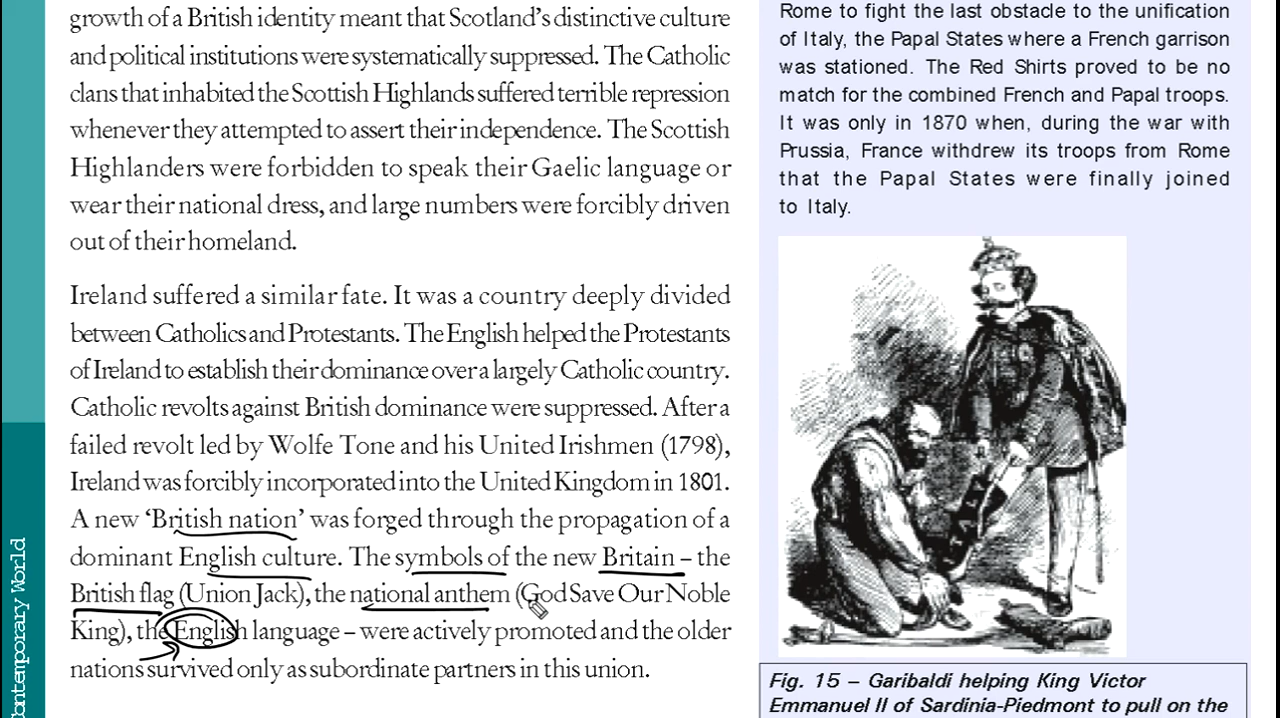 growth of a British identity meant that Scotland's distinctive culture
and political institutions were systematically suppressed. The Catholic
clans that inhabited the Scottish Highlands suffered terrible repression
whenever they attempted to assert their independence. The Scottish
Highlanders were forbidden to speak their Gaelic language or
wear their national dress, and large numbers were forcibly driven
out of their homeland.
Ireland suffered a similar fate. It was a country deeply divided
between Catholics and Protestants. The English helped the Protestants
of Ireland to establish their dominance over a largely Catholic country.
Catholic revolts against British dominance were suppressed. After a
failed revolt led by Wolfe Tone and his United Irishmen (1798),
Ireland was forcibly incorporated into the United Kingdom in 1801.
A new ‘British nation’ was forged through the propagation of a
dominant English culture. The symbols of the new Britain – the
British flag (Union Jack), the national anthem (God Save Our Noble
King), the English language – were actively promoted and the older
nations survived only as subordinate partners in this union.
Rome to fight the last obstacle to the unification
of Italy, the Papal States where a French garrison
was stationed. The Red Shirts proved to be no
match for the combined French and Papal troops.
It was only in 1870 when, during the war with
Prussia, France withdrew its troops from Rome
that the Papal States were finally joined
to Italy.
Fig. 15 – Garibaldi helping King Victor
Emmanuel II of Sardinia-Piedmont to pull on the
ontemporary World